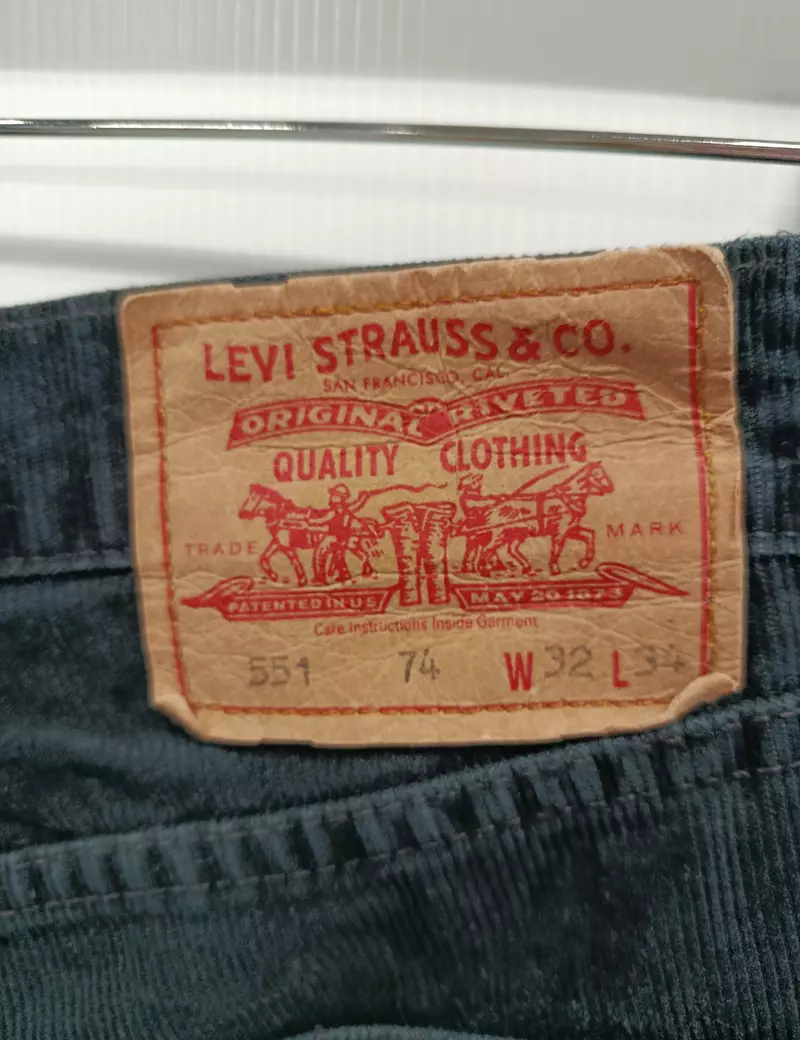 LEVI STRAUSS & CO.
SAN FRANCISCO, CAL.
ORIGINAL RIVETED
QUALITY CLOTHING
TRADE MARK
PATENTED IN U.S. MAY 20 1873
Care Instructions Inside Garment
551 74 W 32 L 34